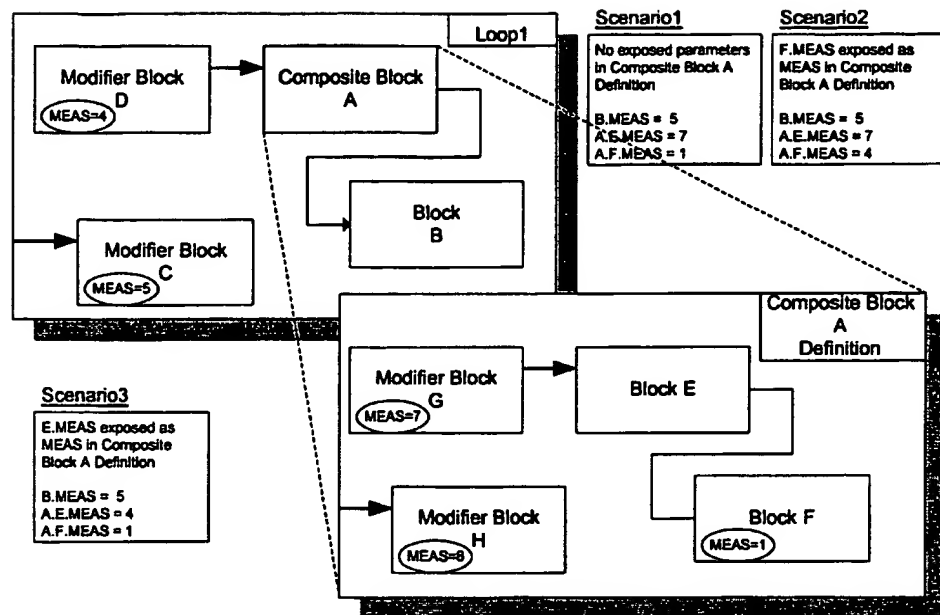 Loop1
Modifier Block
D
MEAS=4
Composite Block
A
Block
B
Modifier Block
C
MEAS=5
Scenario1
No exposed parameters
in Composite Block A
Definition
B.MEAS = 5
A.E.MEAS = 7
A.F.MEAS = 1
Scenario2
F.MEAS exposed as
MEAS in Composite
Block A Definition
B.MEAS = 5
A.E.MEAS = 7
A.F.MEAS = 4
Composite Block
A
Definition
Modifier Block
G
MEAS=7
Block E
Modifier Block
H
MEAS=8
Block F
MEAS=1
Scenario3
E.MEAS exposed as
MEAS in Composite
Block A Definition
B.MEAS = 5
A.E.MEAS = 4
A.F.MEAS = 1